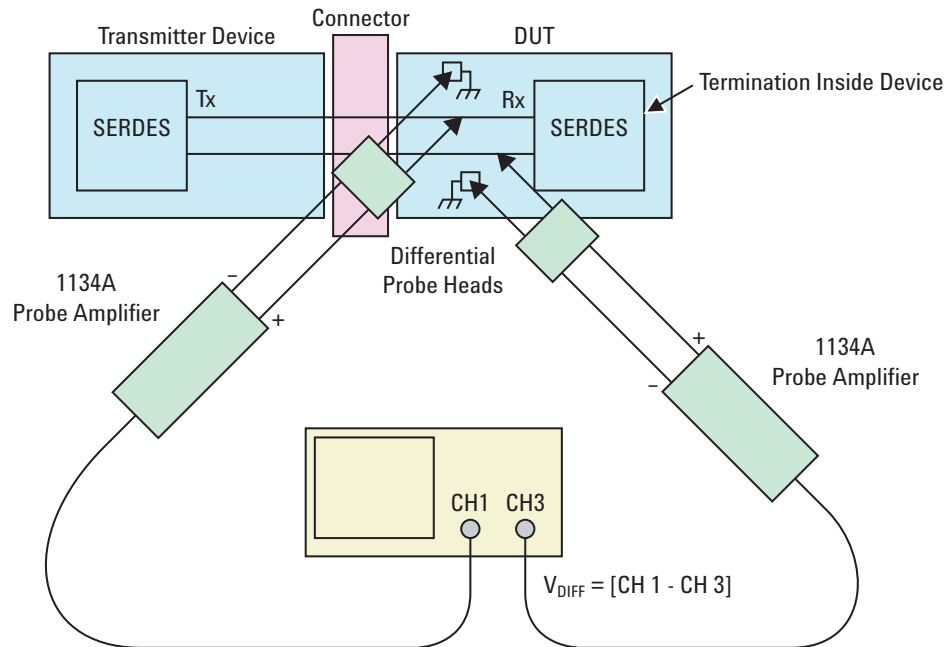 Connector
Transmitter Device
DUT
Termination Inside Device
Tx
Rx
SERDES
SERDES
Differential
Probe Heads
1134A
Probe Amplifier
–
+
+
–
1134A
Probe Amplifier
CH1
CH3
V_DIFF = [CH 1 - CH 3]